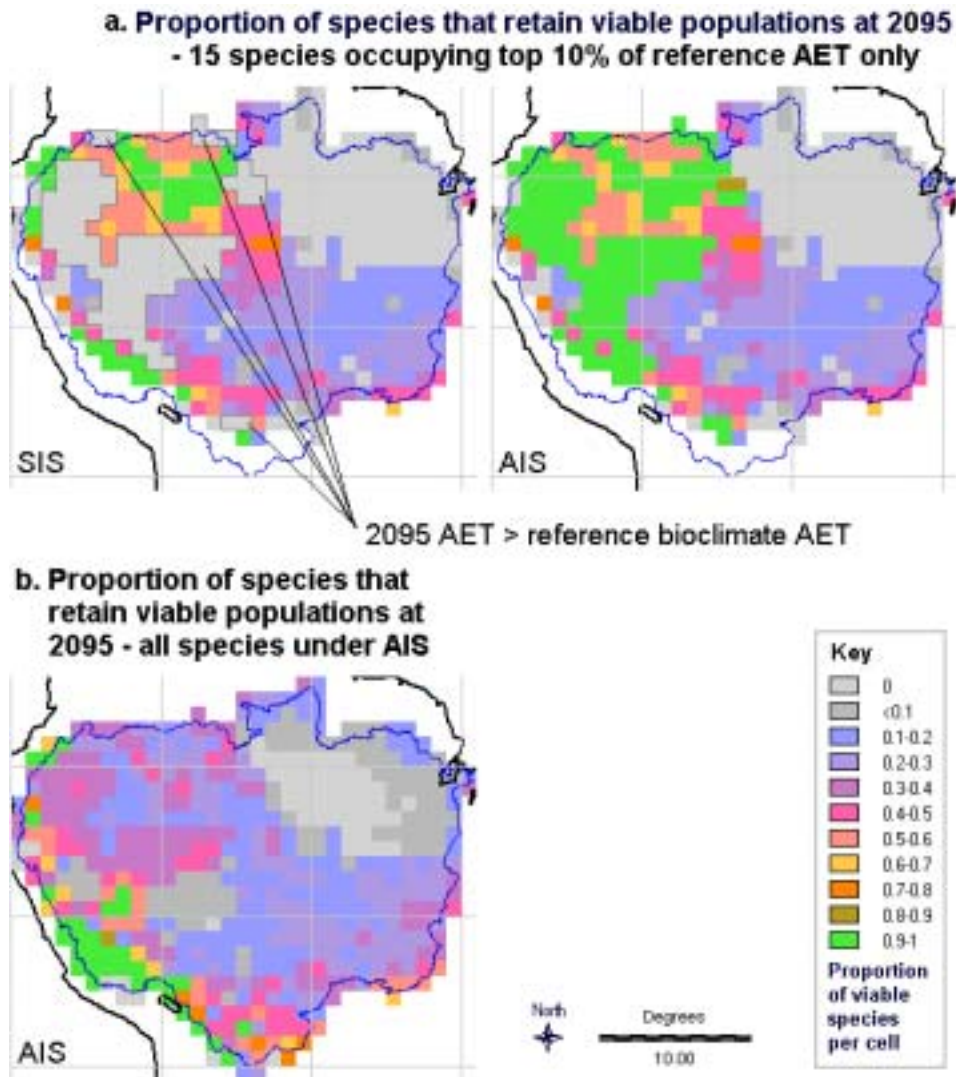 a. Proportion of species that retain viable populations at 2095
- 15 species occupying top 10% of reference AET only
SIS
AIS
2095 AET > reference bioclimate AET
b. Proportion of species that
retain viable populations at
2095 - all species under AIS
AIS
North
Degrees
10.00
Key
0
<0.1
0.1-0.2
0.2-0.3
0.3-0.4
0.4-0.5
0.5-0.6
0.6-0.7
0.7-0.8
0.8-0.9
0.9-1
Proportion
of viable
species
per cell